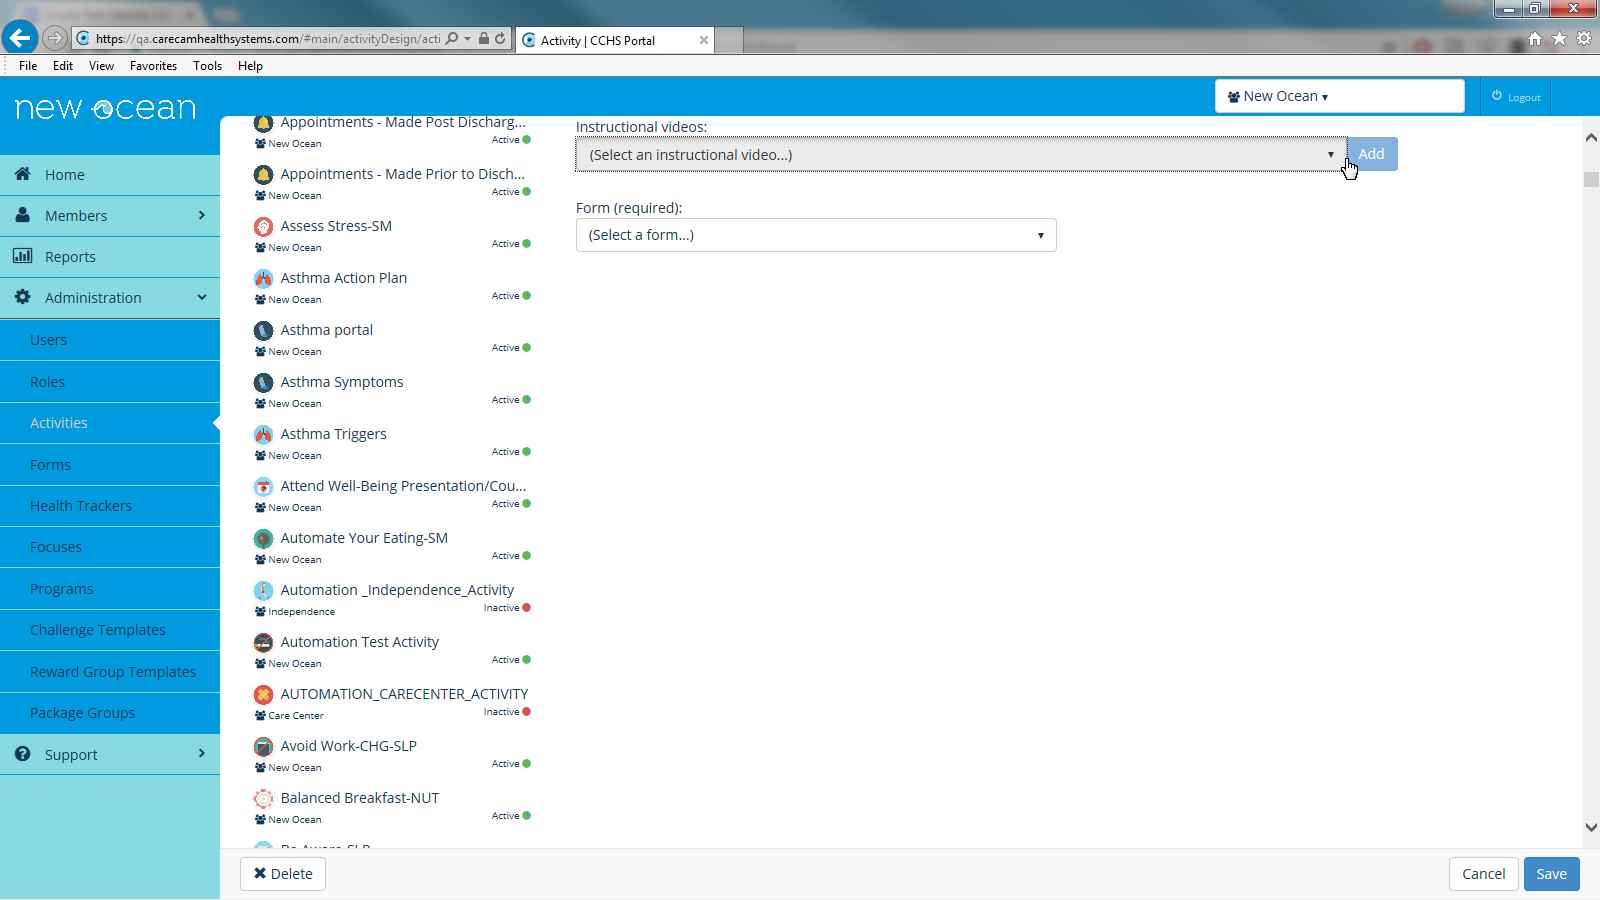 https://qa.carecamhealthsystems.com/#main/activityDesign/acti
Activity | CCHS Portal
File Edit View Favorites Tools Help
new ocean
New Ocean
Logout
Home
Members
Reports
Administration
Users
Roles
Activities
Forms
Health Trackers
Focuses
Programs
Challenge Templates
Reward Group Templates
Package Groups
Support
Appointments - Made Post Discharg...
New Ocean
Active
Appointments - Made Prior to Disch...
New Ocean
Active
Assess Stress-SM
New Ocean
Active
Asthma Action Plan
New Ocean
Active
Asthma portal
New Ocean
Active
Asthma Symptoms
New Ocean
Active
Asthma Triggers
New Ocean
Active
Attend Well-Being Presentation/Cou...
New Ocean
Active
Automate Your Eating-SM
New Ocean
Active
Automation _Independence_Activity
Independence
Inactive
Automation Test Activity
New Ocean
Active
AUTOMATION_CARECENTER_ACTIVITY
Care Center
Inactive
Avoid Work-CHG-SLP
New Ocean
Active
Balanced Breakfast-NUT
New Ocean
Active
Instructional videos:
(Select an instructional video...)
Add
Form (required):
(Select a form...)
Delete
Cancel
Save